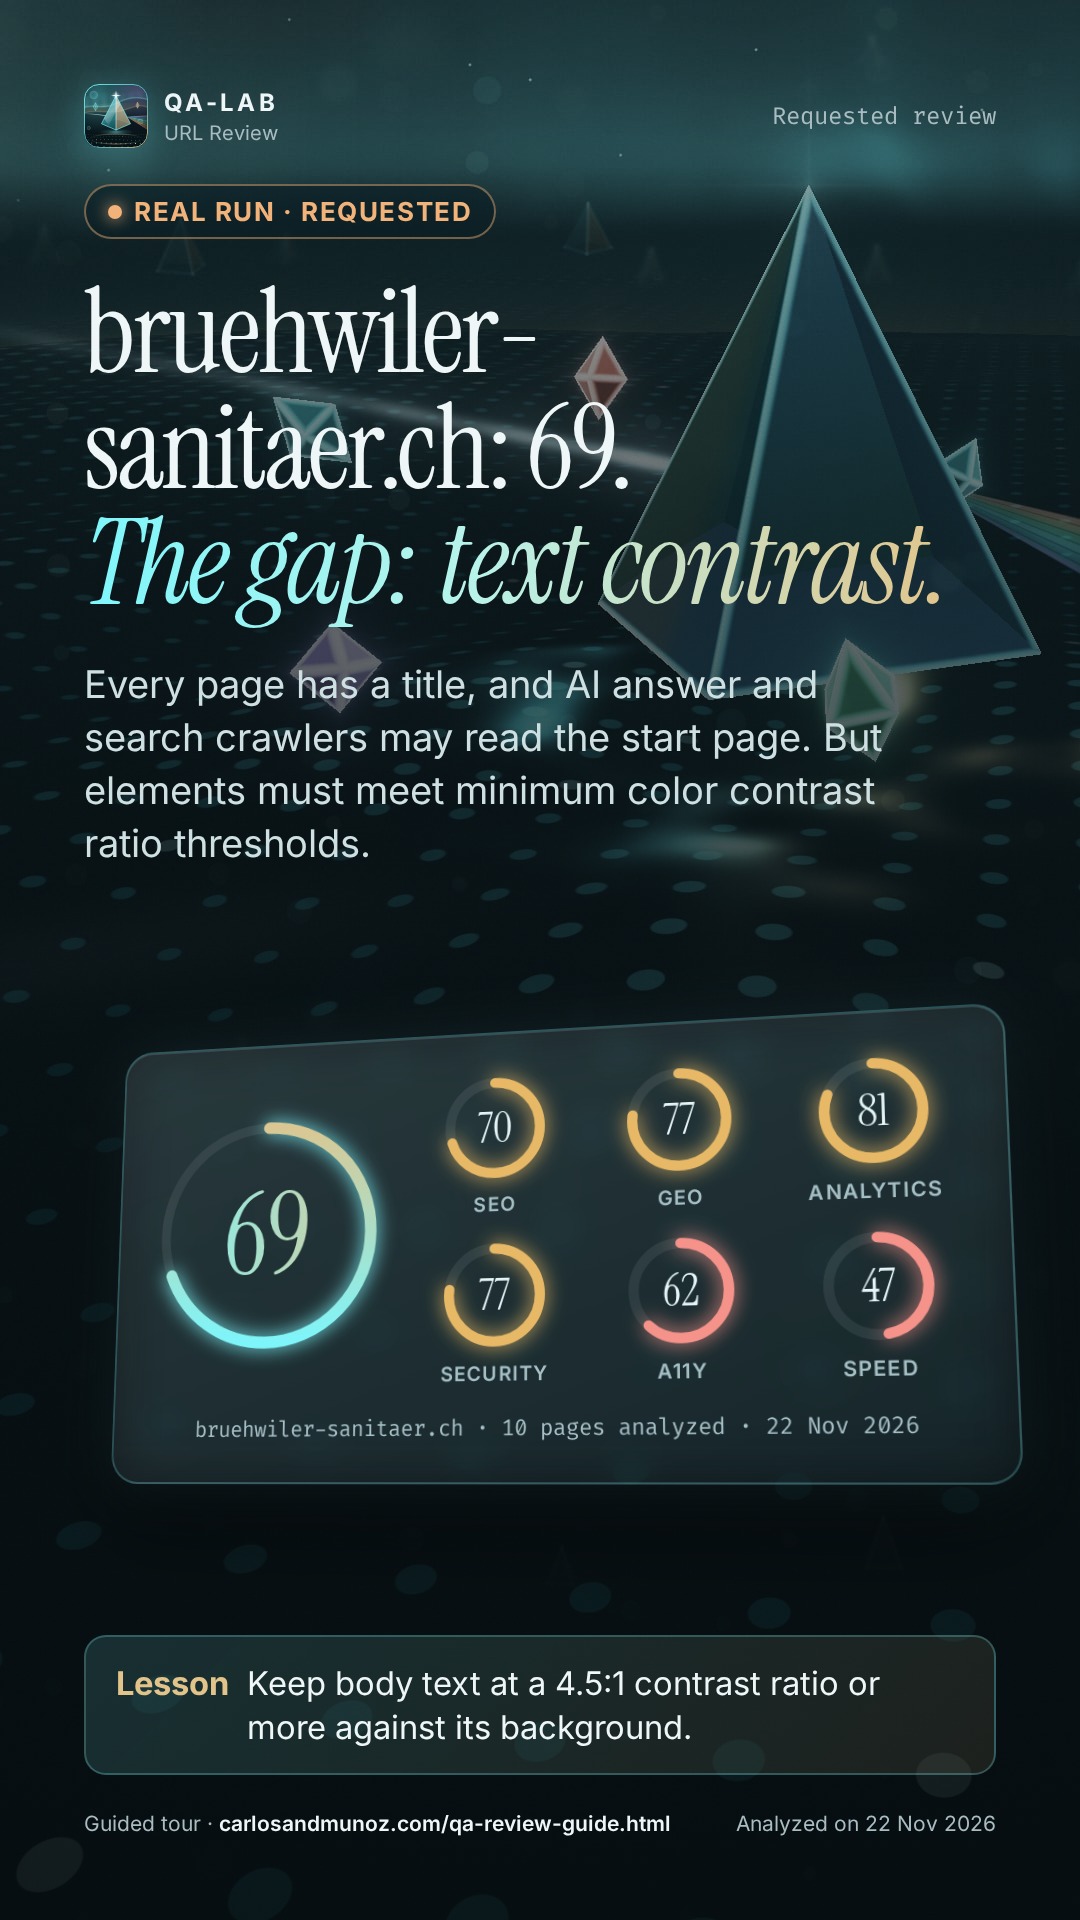 QA-LAB
URL Review
Requested review
REAL RUN · REQUESTED
bruehwiler-
sanitaer.ch: 69.
The gap: text contrast.
Every page has a title, and AI answer and
search crawlers may read the start page. But
elements must meet minimum color contrast
ratio thresholds.
69
70
SEO
77
GEO
81
ANALYTICS
77
SECURITY
62
A11Y
47
SPEED
bruehwiler-sanitaer.ch · 10 pages analyzed · 22 Nov 2026
Lesson Keep body text at a 4.5:1 contrast ratio or
more against its background.
Guided tour · carlosandmunoz.com/qa-review-guide.html
Analyzed on 22 Nov 2026